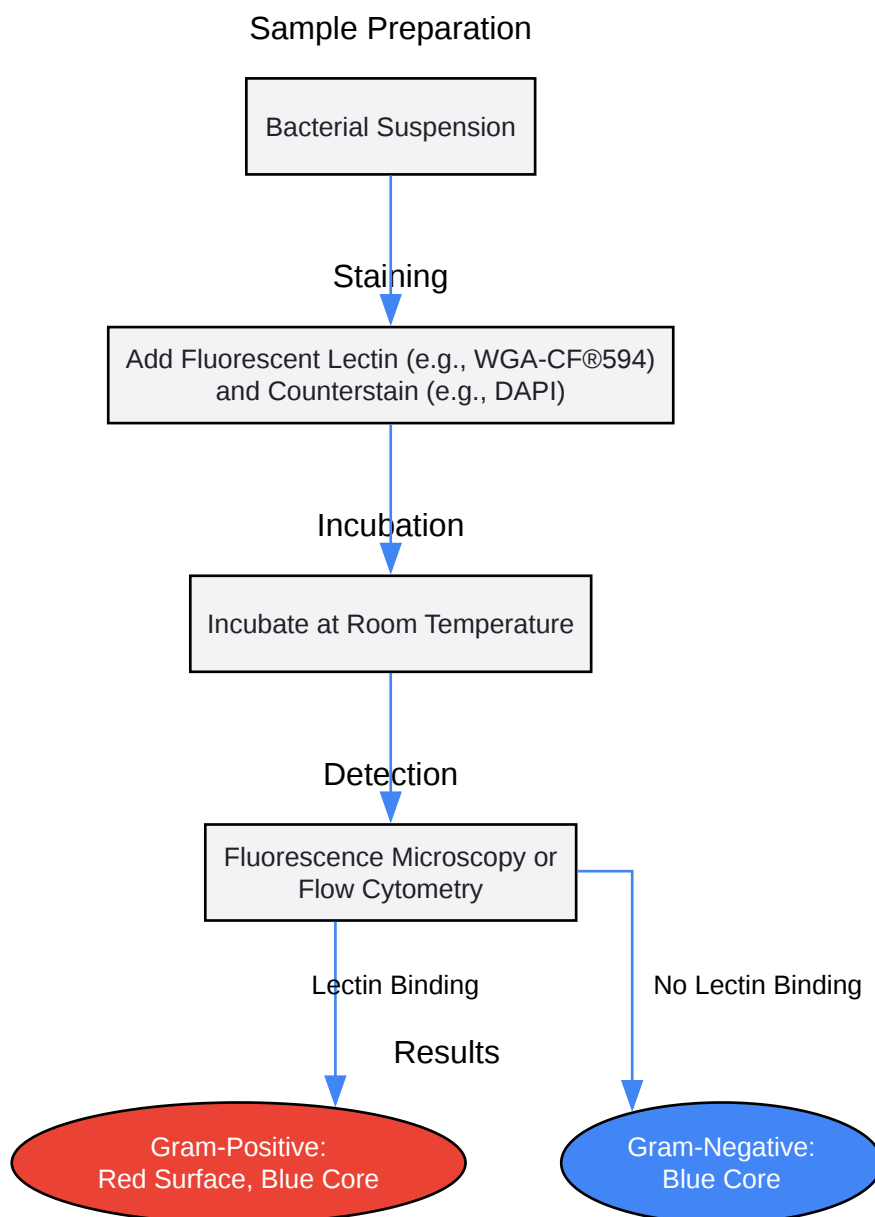 Sample Preparation
Bacterial Suspension
Staining
Add Fluorescent Lectin (e.g., WGA-CF®594)
and Counterstain (e.g., DAPI)
Incubation
Incubate at Room Temperature
Detection
Fluorescence Microscopy or
Flow Cytometry
Lectin Binding
No Lectin Binding
Results
Gram-Positive:
Red Surface, Blue Core
Gram-Negative:
Blue Core